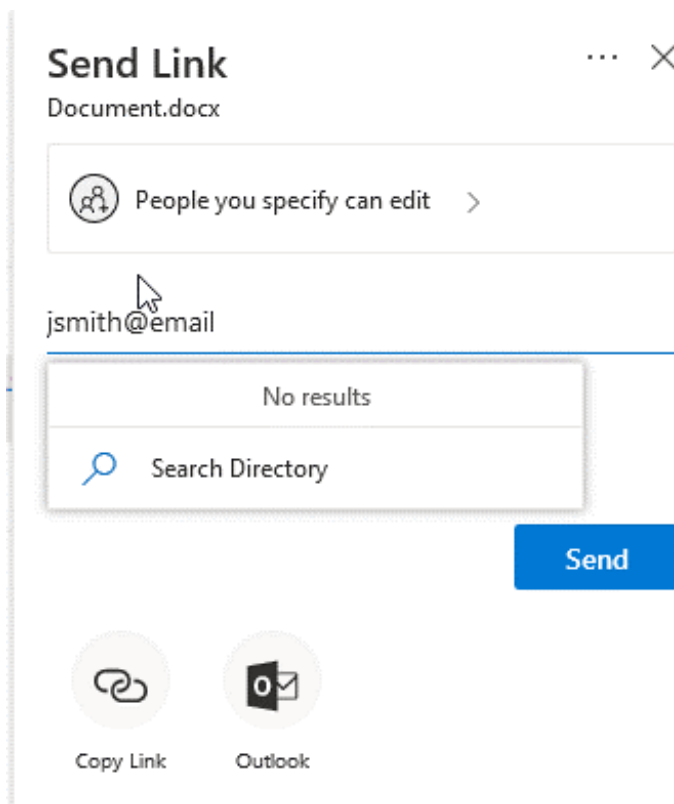 Send Link
Document.docx
People you specify can edit
jsmith@email
No results
Search Directory
Send
Copy Link
Outlook